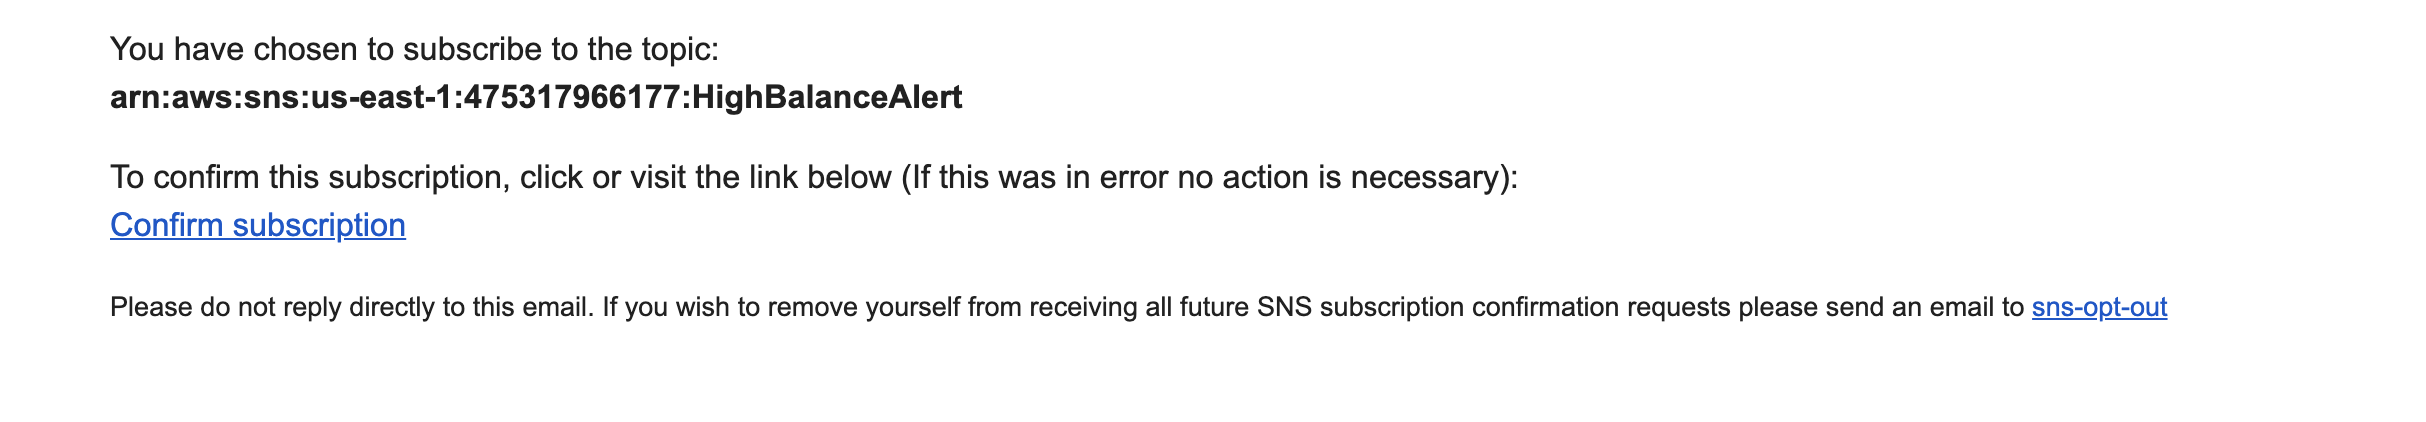 You have chosen to subscribe to the topic:
arn:aws:sns:us-east-1:475317966177:HighBalanceAlert
To confirm this subscription, click or visit the link below (If this was in error no action is necessary):
Confirm subscription
Please do not reply directly to this email. If you wish to remove yourself from receiving all future SNS subscription confirmation requests please send an email to sns-opt-out